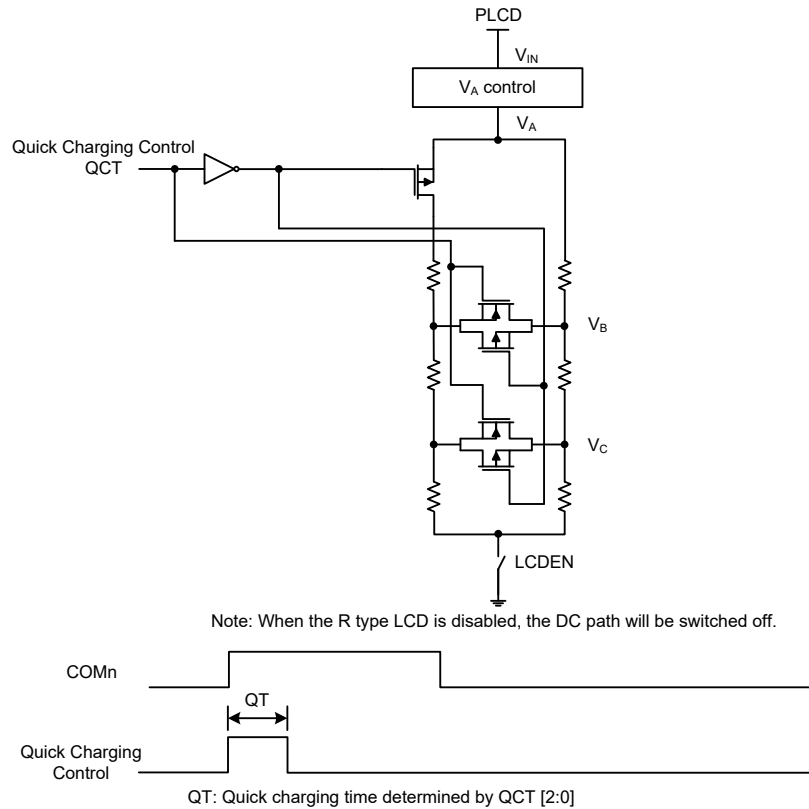 PLCD
VIN
VA control
VA
Quick Charging Control
QCT
VB
VC
LCDEN
Note: When the R type LCD is disabled, the DC path will be switched off.
COMn
QT
Quick Charging
Control
QT: Quick charging time determined by QCT [2:0]